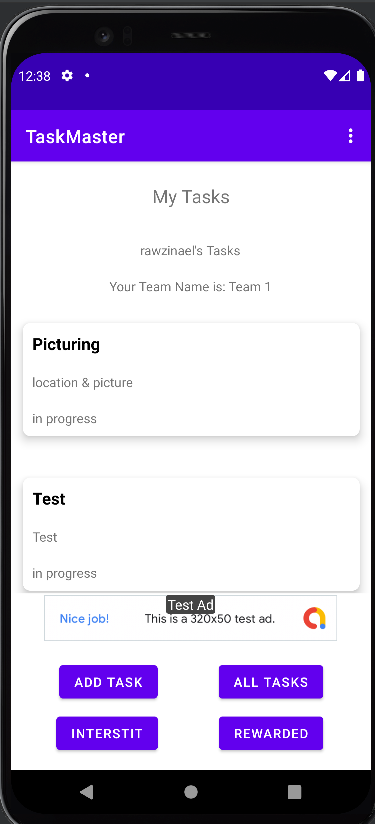 12:38
TaskMaster
My Tasks
rawzinael's Tasks
Your Team Name is: Team 1
Picturing
location & picture
in progress
Test
Test
in progress
Test Ad
Nice job! This is a 320x50 test ad.
ADD TASK ALL TASKS
INTERSTIT REWARDED